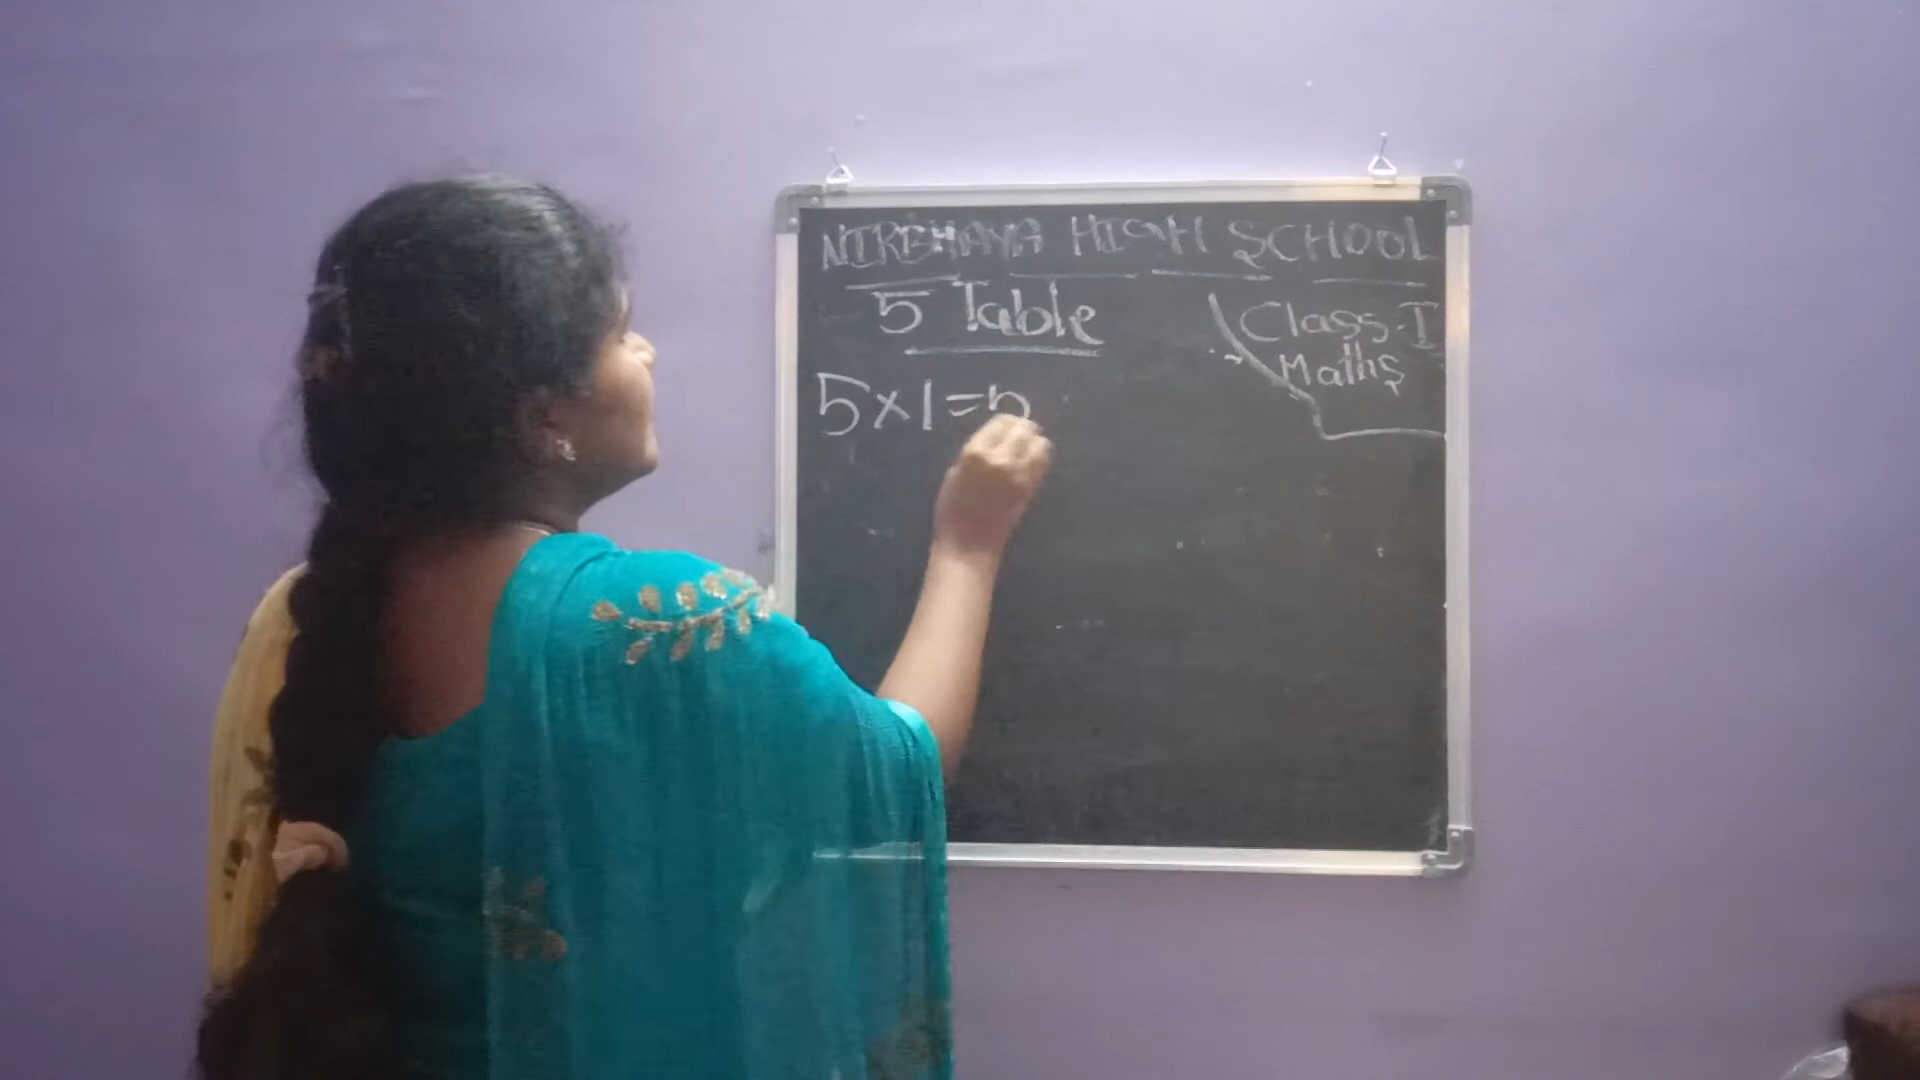 NIRBHAYA HIGH SCHOOL
5 Table
Class-I
Maths
5×1=5